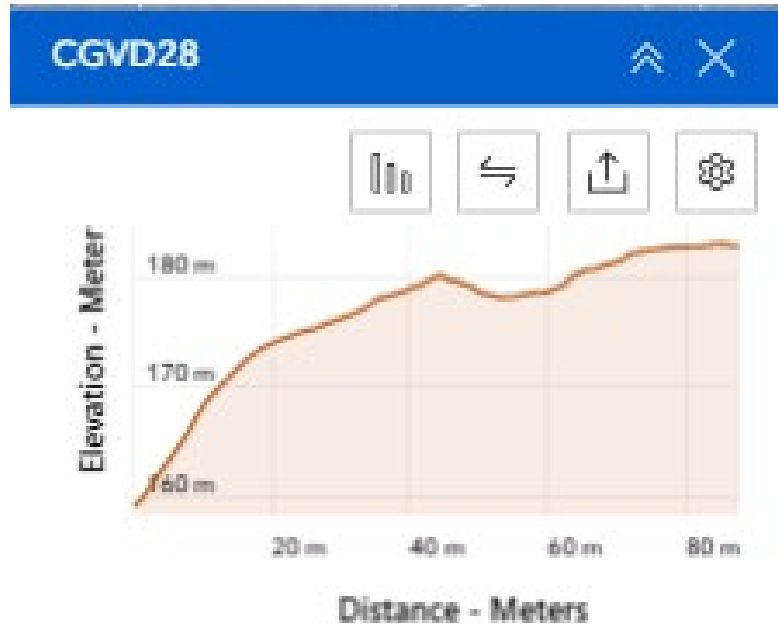 CGVD28
Elevation - Meter
180 m
170 m
160 m
20 m
40 m
60 m
80 m
Distance - Meters